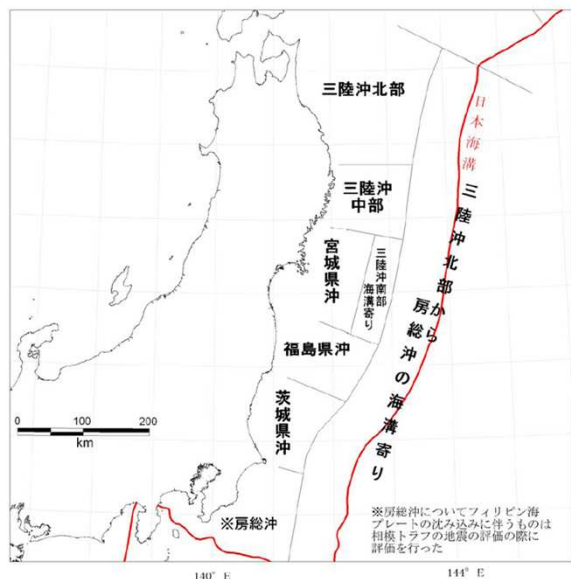 三陸沖北部
日本海溝
三陸沖
中部
三陸沖北部から
房総沖の海溝寄り
宮城県沖
三陸沖南部
海溝寄り
福島県沖
茨城県沖
0 100 200
km
※房総沖
※房総沖についてフィリピン海
プレートの沈み込みに伴うものは
相模トラフの地震の評価の際に
評価を行った
140° E
144° E